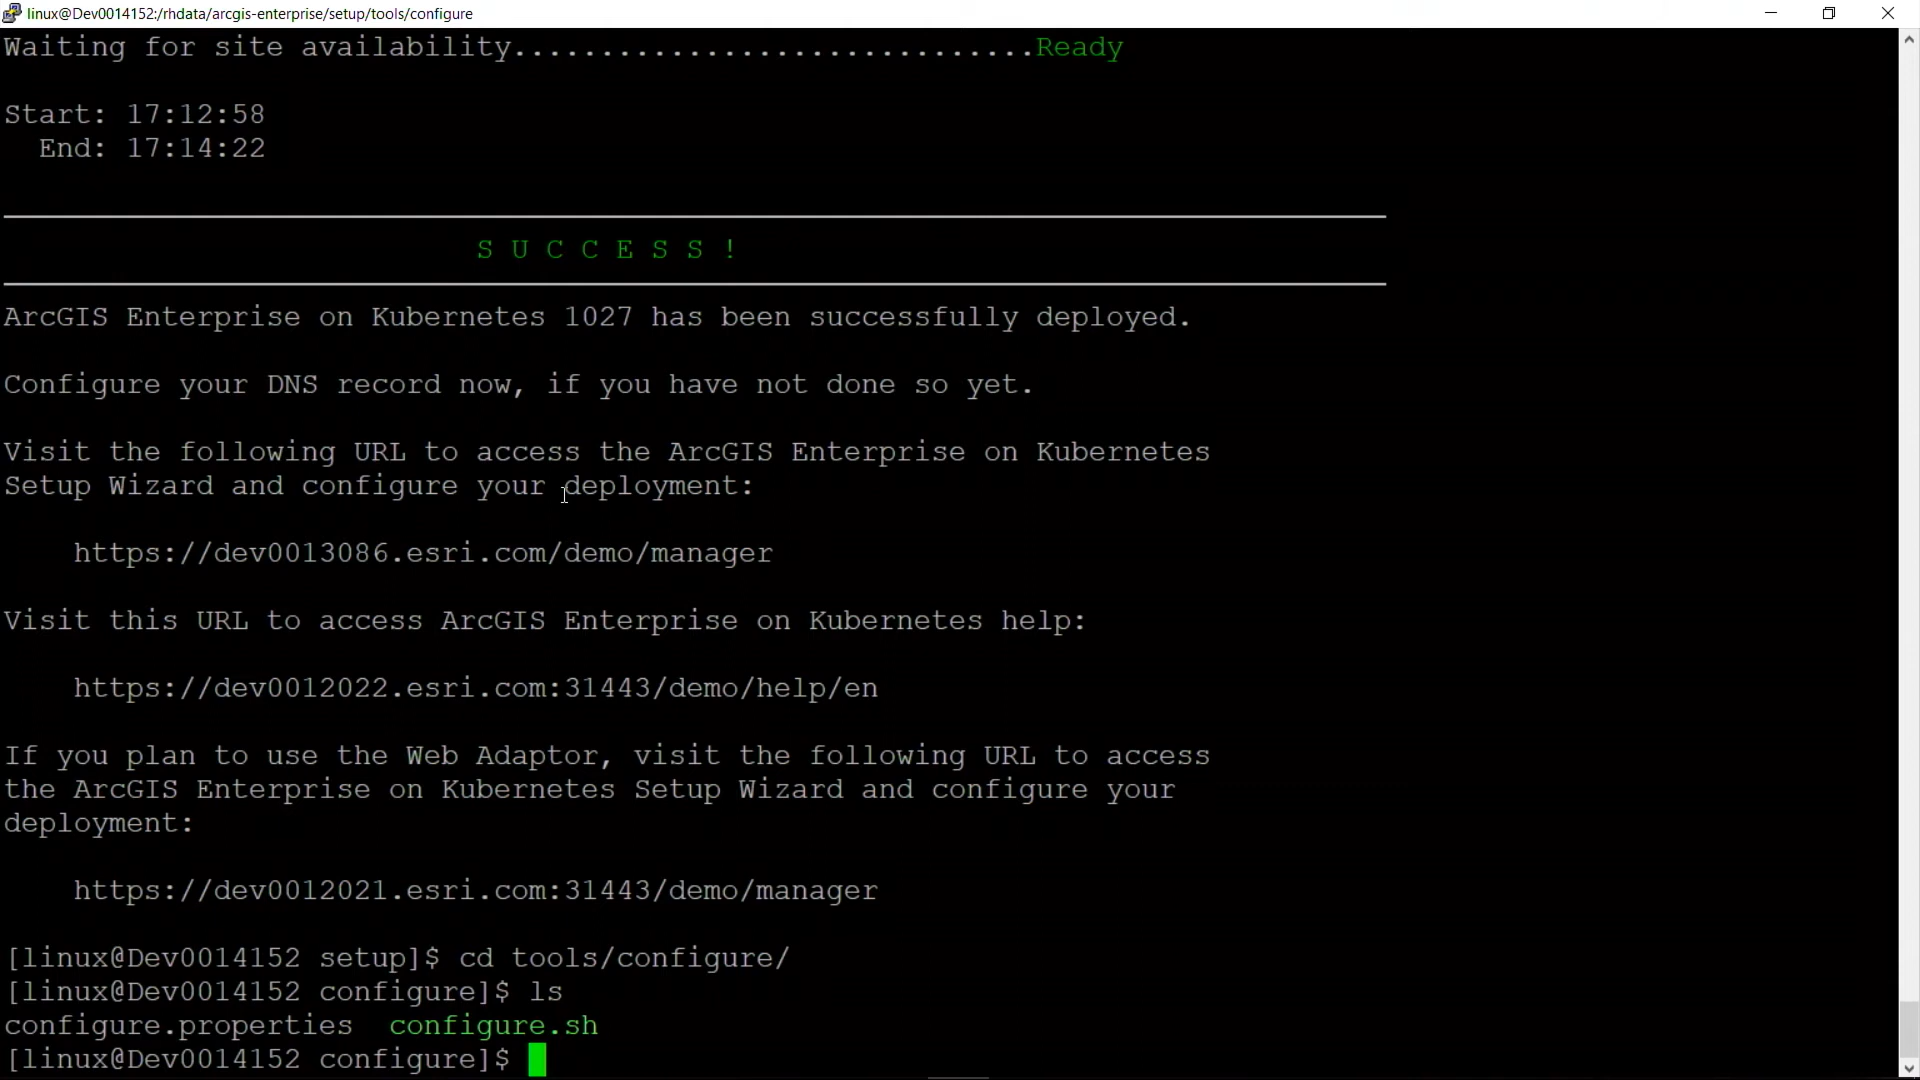 linux@Dev0014152:/rhdata/arcgis-enterprise/setup/tools/configure
Waiting for site availability..............................Ready
Start: 17:12:58
End: 17:14:22
S U C C E S S !
ArcGIS Enterprise on Kubernetes 1027 has been successfully deployed.
Configure your DNS record now, if you have not done so yet.
Visit the following URL to access the ArcGIS Enterprise on Kubernetes
Setup Wizard and configure your deployment:
https://dev0013086.esri.com/demo/manager
Visit this URL to access ArcGIS Enterprise on Kubernetes help:
https://dev0012022.esri.com:31443/demo/help/en
If you plan to use the Web Adaptor, visit the following URL to access
the ArcGIS Enterprise on Kubernetes Setup Wizard and configure your
deployment:
https://dev0012021.esri.com:31443/demo/manager
[linux@Dev0014152 setup]$ cd tools/configure/
[linux@Dev0014152 configure]$ ls
configure.properties  configure.sh
[linux@Dev0014152 configure]$